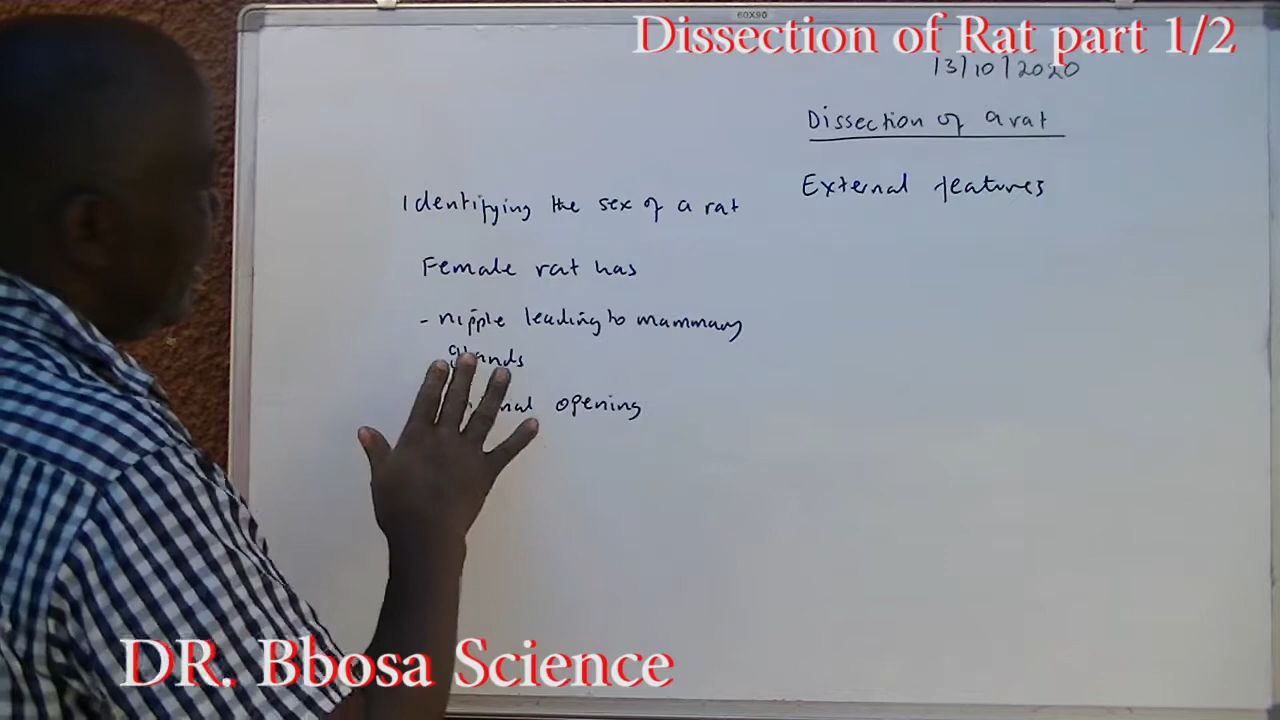 60X90
Dissection of Rat part 1/2
13/10/2020
Dissection of a rat
External features
Identifying the sex of a rat
Female rat has
- nipple leading to mammary
glands
opening
DR. Bbosa Science